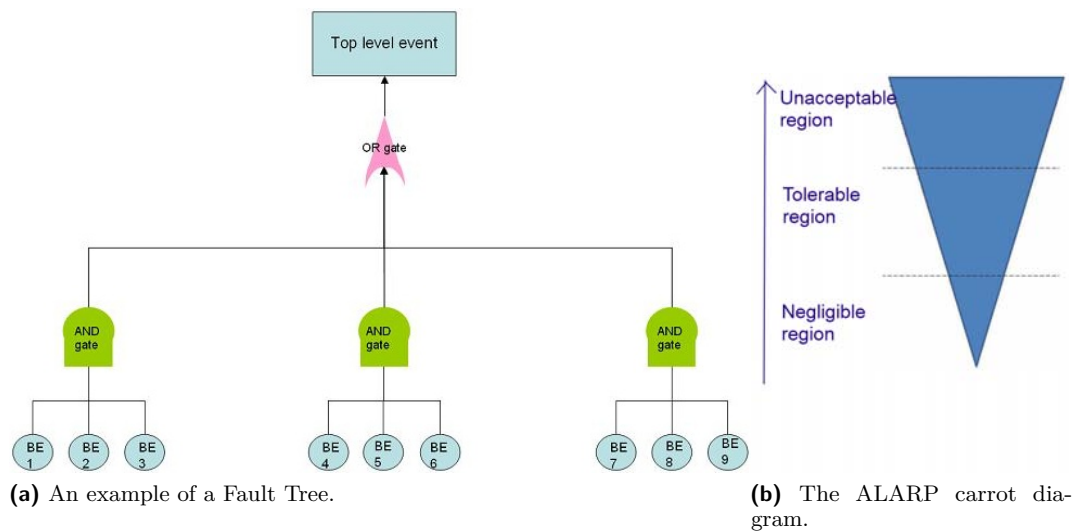 Top level event
OR gate
AND
gate
AND
gate
AND
gate
BE
1
BE
2
BE
3
BE
4
BE
5
BE
6
BE
7
BE
8
BE
9
(a) An example of a Fault Tree.
Unacceptable
region
Tolerable
region
Negligible
region
(b) The ALARP carrot dia-
gram.